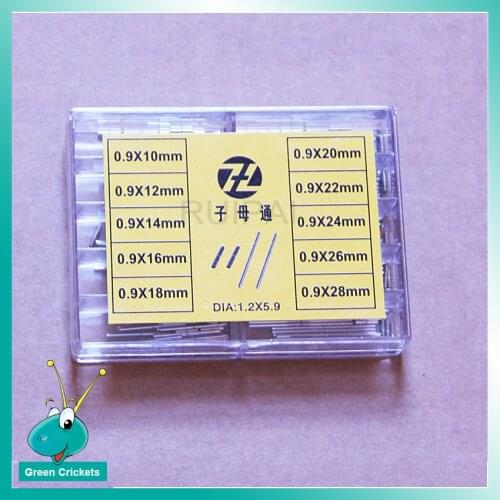 0.9X10mm
0.9X12mm
0.9X14mm
0.9X16mm
0.9X18mm
子母通
DIA:1.2X5.9
0.9X20mm
0.9X22mm
0.9X24mm
0.9X26mm
0.9X28mm
RUIPAI
Green Crickets